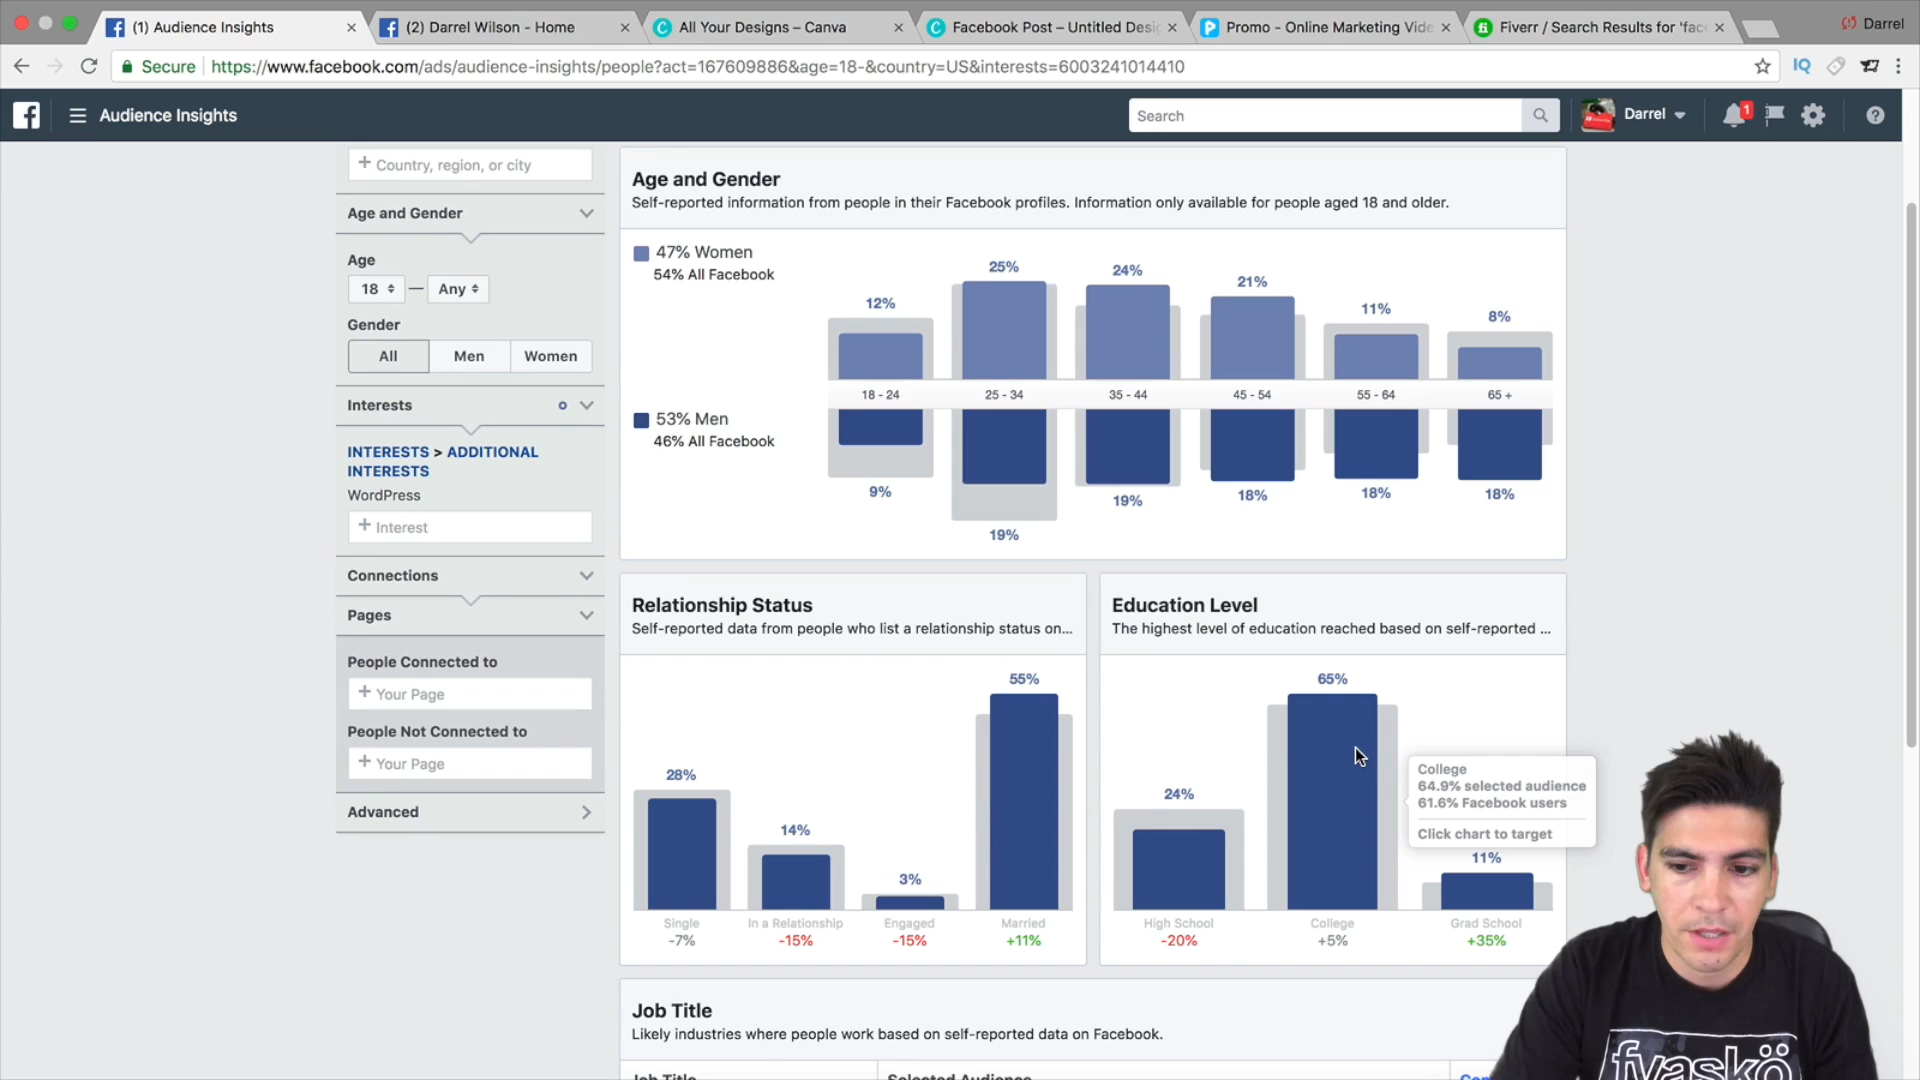 (1) Audience Insights
(2) Darrel Wilson - Home
All Your Designs – Canva
Facebook Post – Untitled Desi
Promo - Online Marketing Vide
Fiverr / Search Results for 'fac
Darrel
Secure
https://www.facebook.com/ads/audience-insights/people?act=167609886&age=18-&country=US&interests=6003241014410
IQ
Audience Insights
Search
Darrel
1
+ Country, region, or city
Age and Gender
Age
18 — Any
Gender
All Men Women
Interests
INTERESTS > ADDITIONAL
INTERESTS
WordPress
+ Interest
Connections
Pages
People Connected to
+ Your Page
People Not Connected to
+ Your Page
Advanced
Age and Gender
Self-reported information from people in their Facebook profiles. Information only available for people aged 18 and older.
47% Women
54% All Facebook
12% 25% 24% 21% 11% 8%
18 - 24 25 - 34 35 - 44 45 - 54 55 - 64 65 +
53% Men
46% All Facebook
9% 19% 19% 18% 18% 18%
Relationship Status
Self-reported data from people who list a relationship status on...
28% 14% 3% 55%
Single In a Relationship Engaged Married
-7% -15% -15% +11%
Education Level
The highest level of education reached based on self-reported ...
24% 65% 11%
College
64.9% selected audience
61.6% Facebook users
Click chart to target
High School College Grad School
-20% +5% +35%
Job Title
Likely industries where people work based on self-reported data on Facebook.
Job Title Selected Audience
fvaskö